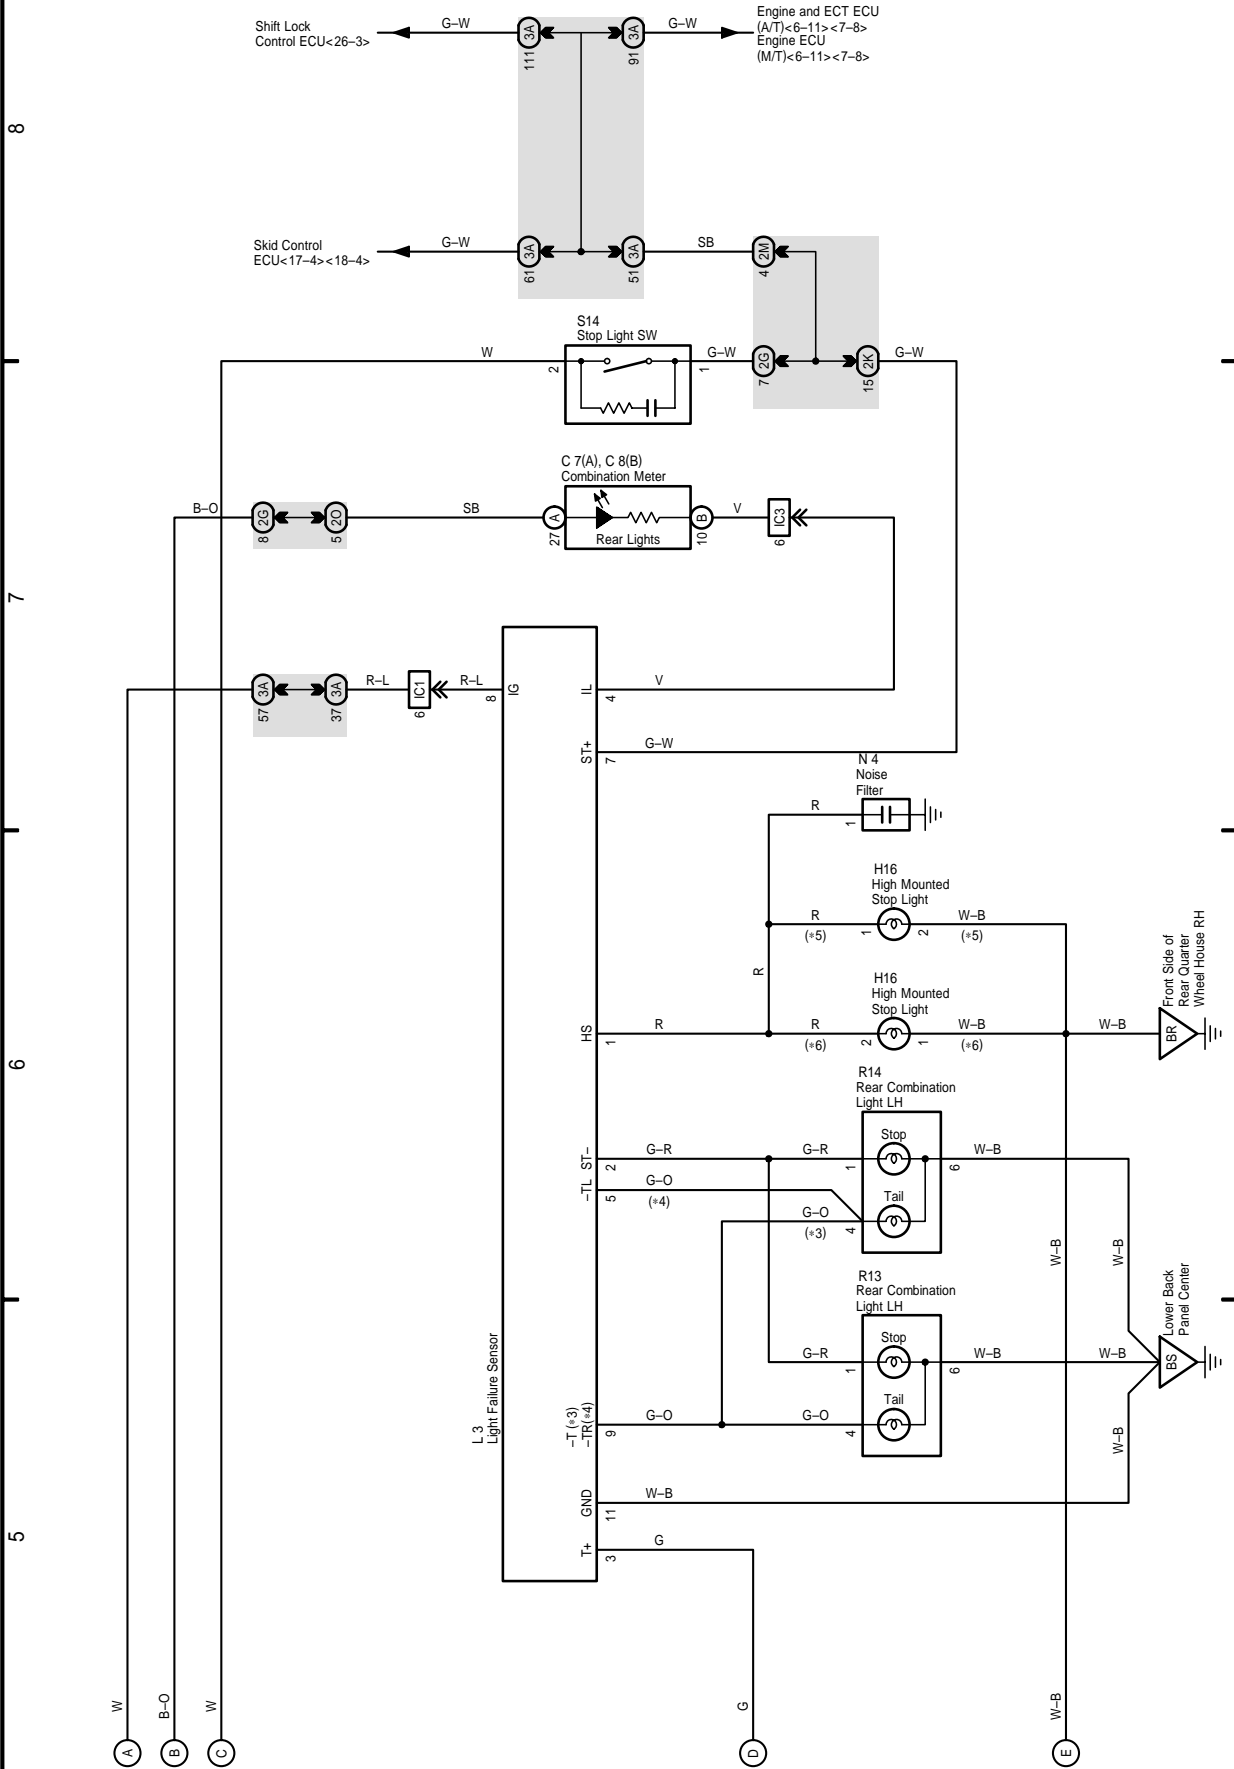 Shift Lock
Control ECU<26–3>
G–W
111
3A
3A
91
G–W
Engine and ECT ECU
(A/T)<6–11><7–8>
Engine ECU
(M/T)<6–11><7–8>
8
Skid Control
ECU<17–4><18–4>
G–W
61
3A
3A
51
SB
4
2M
S14
Stop Light SW
W
2
1
G–W
7
2G
15
2K
G–W
C 7(A), C 8(B)
Combination Meter
B–O
8
2G
5
2O
SB
27
A
Rear Lights
B
10
V
IC3
6
7
57
3A
37
3A
R–L
IC1
6
R–L
8
IG
IL
4
V
ST+
7
G–W
N 4
Noise
Filter
R
1
H16
High Mounted
Stop Light
R
(*5)
1
2
W–B
(*5)
R
H16
High Mounted
Stop Light
HS
1
R
R
(*6)
2
1
W–B
(*6)
W–B
BR
Front Side of
Rear Quarter
Wheel House RH
6
R14
Rear Combination
Light LH
Stop
ST–
2
G–R
G–R
1
6
W–B
–TL
5
G–O
(*4)
Tail
G–O
(*3)
4
W–B
W–B
R13
Rear Combination
Light LH
Stop
G–R
1
6
W–B
W–B
BS
Lower Back
Panel Center
L 3
Light Failure Sensor
Tail
–T (*3)
–TR(*4)
9
G–O
G–O
4
W–B
GND
11
W–B
5
T+
3
G
W
B–O
W
G
W–B
A
B
C
D
E